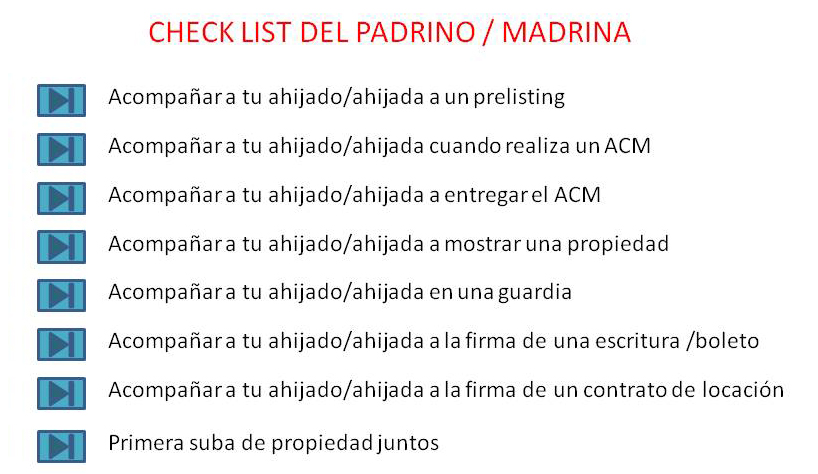 CHECK LIST DEL PADRINO / MADRINA
Acompañar a tu ahijado/ahijada a un prelisting
Acompañar a tu ahijado/ahijada cuando realiza un ACM
Acompañar a tu ahijado/ahijada a entregar el ACM
Acompañar a tu ahijado/ahijada a mostrar una propiedad
Acompañar a tu ahijado/ahijada en una guardia
Acompañar a tu ahijado/ahijada a la firma de una escritura /boleto
Acompañar a tu ahijado/ahijada a la firma de un contrato de locación
Primera suba de propiedad juntos